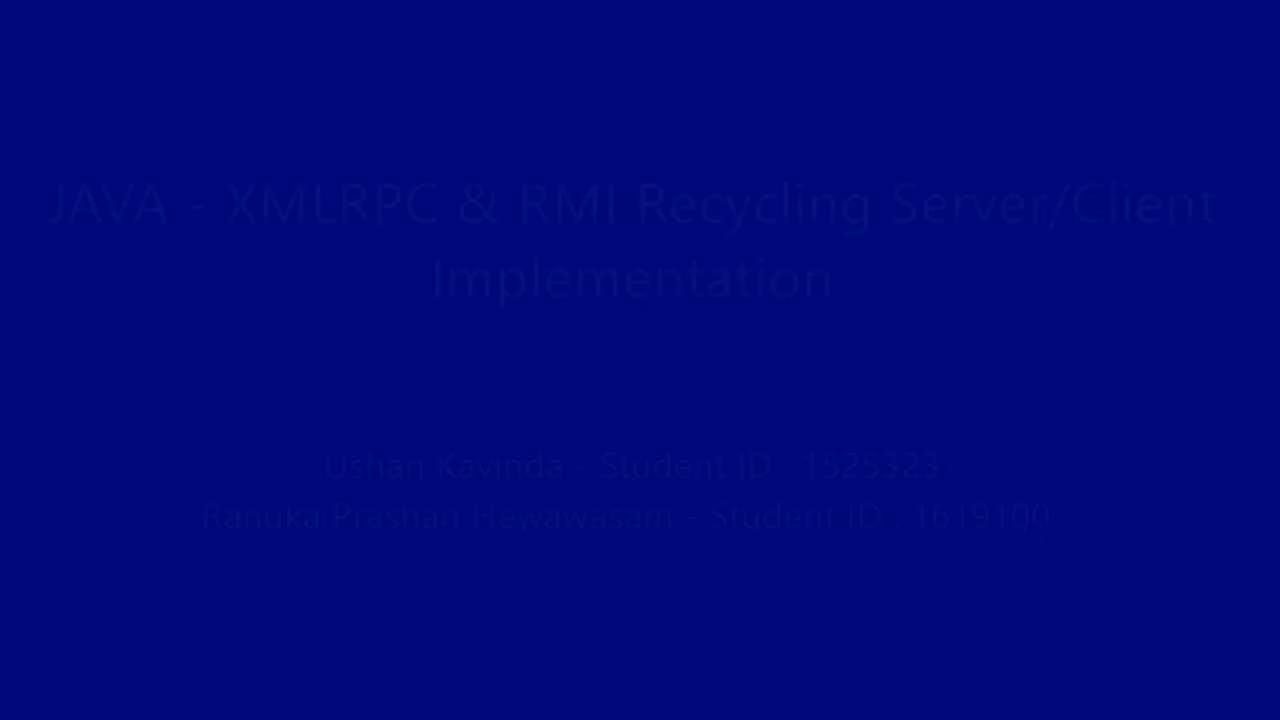 JAVA - XMLRPC & RMI Recycling Server/Client
Implementation
Ushan Kavinda - Student ID : 1525323
Ranuka Prashan Hewawasam - Student ID : 1619100